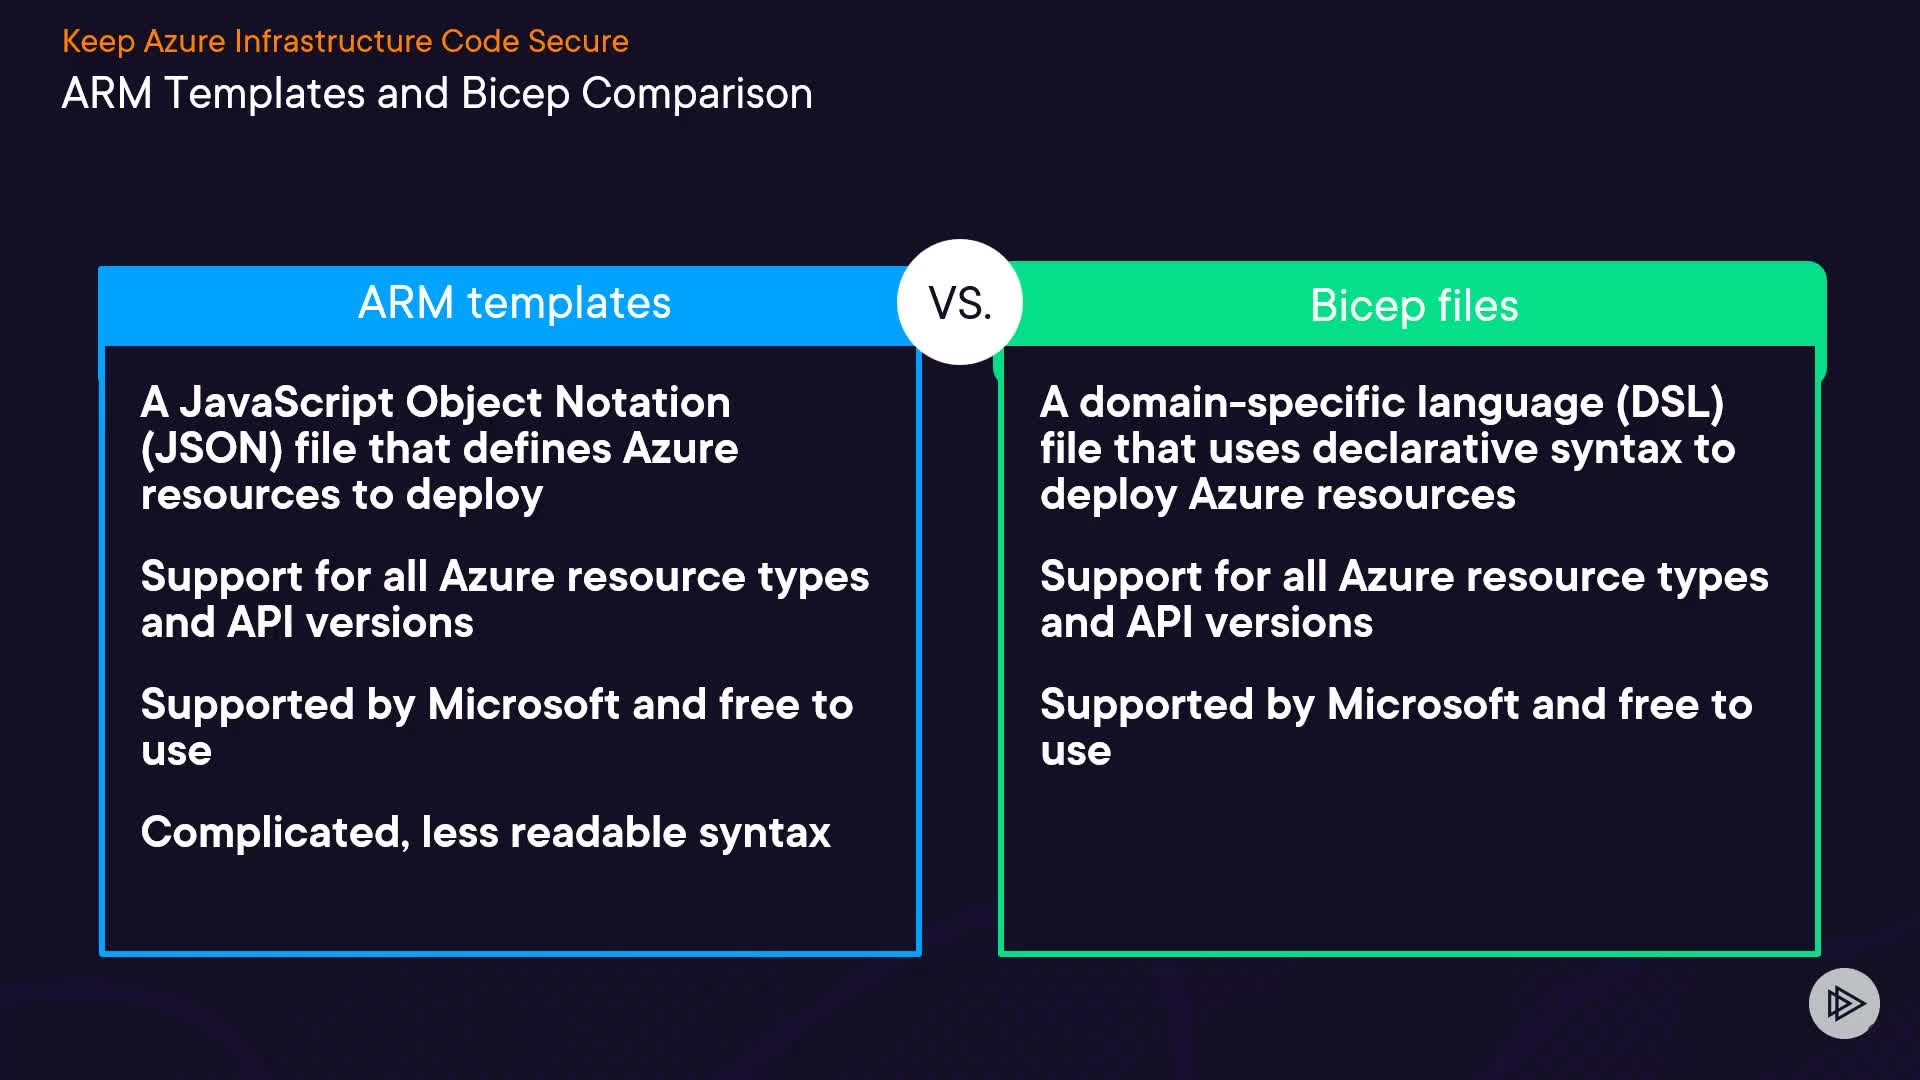 Keep Azure Infrastructure Code Secure
ARM Templates and Bicep Comparison
ARM templates
VS.
Bicep files
A JavaScript Object Notation
(JSON) file that defines Azure
resources to deploy
Support for all Azure resource types
and API versions
Supported by Microsoft and free to
use
Complicated, less readable syntax
A domain-specific language (DSL)
file that uses declarative syntax to
deploy Azure resources
Support for all Azure resource types
and API versions
Supported by Microsoft and free to
use